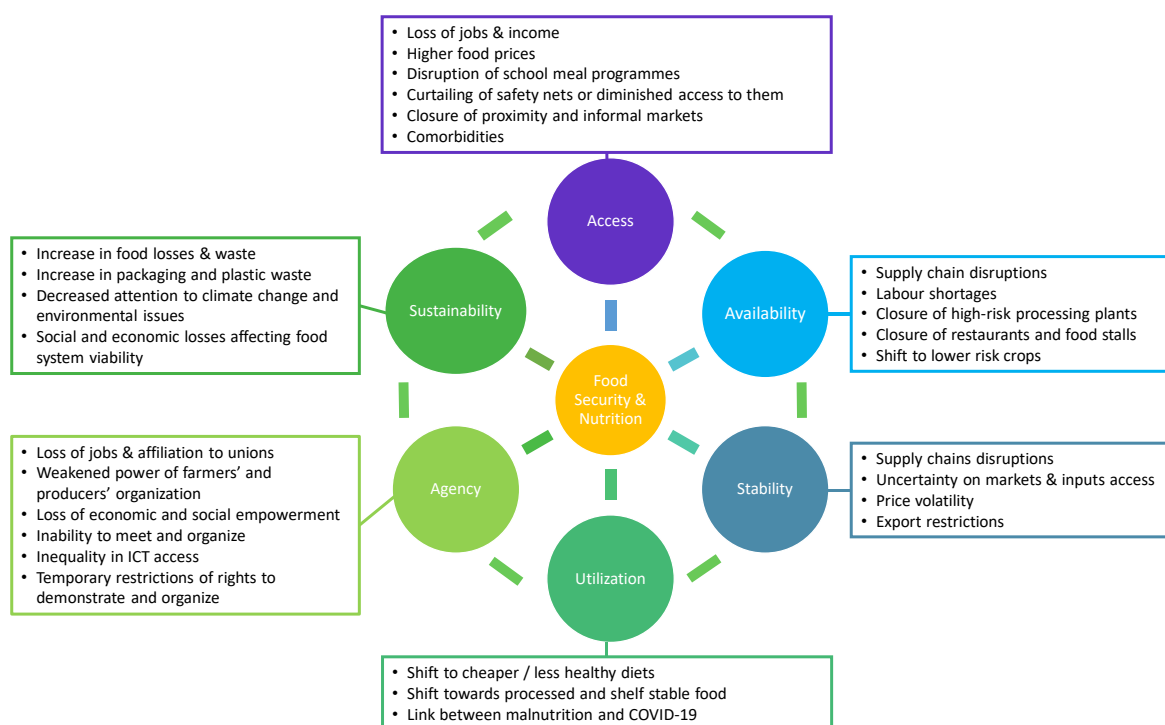 • Loss of jobs & income
• Higher food prices
• Disruption of school meal programmes
• Curtailing of safety nets or diminished access to them
• Closure of proximity and informal markets
• Comorbidities
Access
• Increase in food losses & waste
• Increase in packaging and plastic waste
• Decreased attention to climate change and
environmental issues
• Social and economic losses affecting food
system viability
Sustainability
Availability
• Supply chain disruptions
• Labour shortages
• Closure of high-risk processing plants
• Closure of restaurants and food stalls
• Shift to lower risk crops
Food
Security &
Nutrition
• Loss of jobs & affiliation to unions
• Weakened power of farmers’ and
producers’ organization
• Loss of economic and social empowerment
• Inability to meet and organize
• Inequality in ICT access
• Temporary restrictions of rights to
demonstrate and organize
Agency
Stability
• Supply chains disruptions
• Uncertainty on markets & inputs access
• Price volatility
• Export restrictions
Utilization
• Shift to cheaper / less healthy diets
• Shift towards processed and shelf stable food
• Link between malnutrition and COVID-19